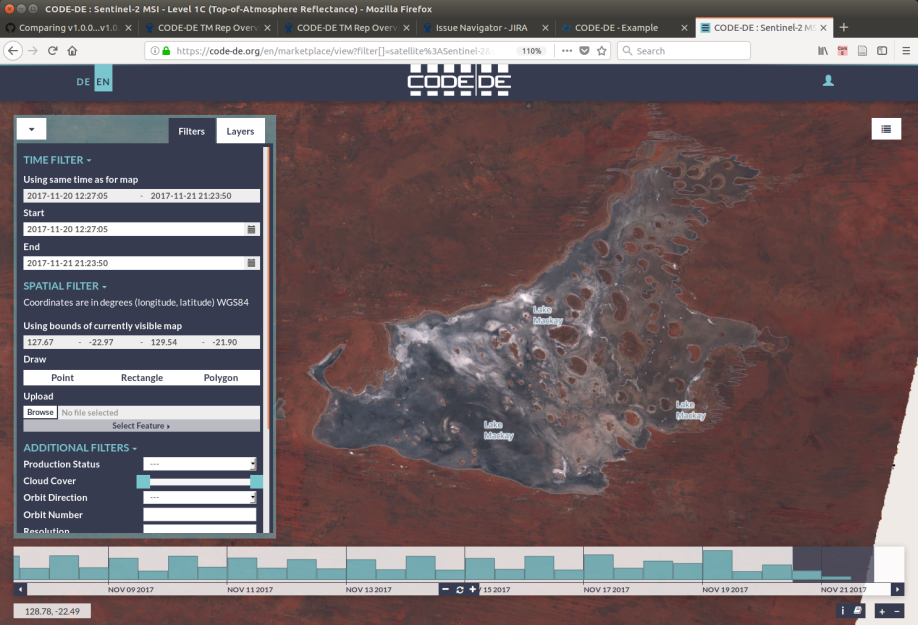 CODE-DE : Sentinel-2 MSI - Level 1C (Top-of-Atmosphere Reflectance) - Mozilla Firefox
Comparing v1.0.0...v1.0 ×
CODE-DE TM Rep Overv ×
CODE-DE TM Rep Overv ×
Issue Navigator - JIRA ×
CODE-DE - Example ×
CODE-DE : Sentinel-2 MS ×
https://code-de.org/en/marketplace/view?filter[]=satellite%3ASentinel-2&
110%
Search
DE EN
CODE DE
Filters
Layers
TIME FILTER
Using same time as for map
2017-11-20 12:27:05 - 2017-11-21 21:23:50
Start
2017-11-20 12:27:05
End
2017-11-21 21:23:50
SPATIAL FILTER
Coordinates are in degrees (longitude, latitude) WGS84
Using bounds of currently visible map
127.67 - -22.97 - 129.54 - -21.90
Draw
Point Rectangle Polygon
Upload
Browse No file selected
Select Feature
ADDITIONAL FILTERS
Production Status ---
Cloud Cover
Orbit Direction ---
Orbit Number
Resolution
Lake
Mackay
Lake
Mackay
Lake
Mackay
NOV 09 2017
NOV 11 2017
NOV 13 2017
/ 15 2017
NOV 17 2017
NOV 19 2017
NOV 21 2017
128.78, -22.49
i
+ −